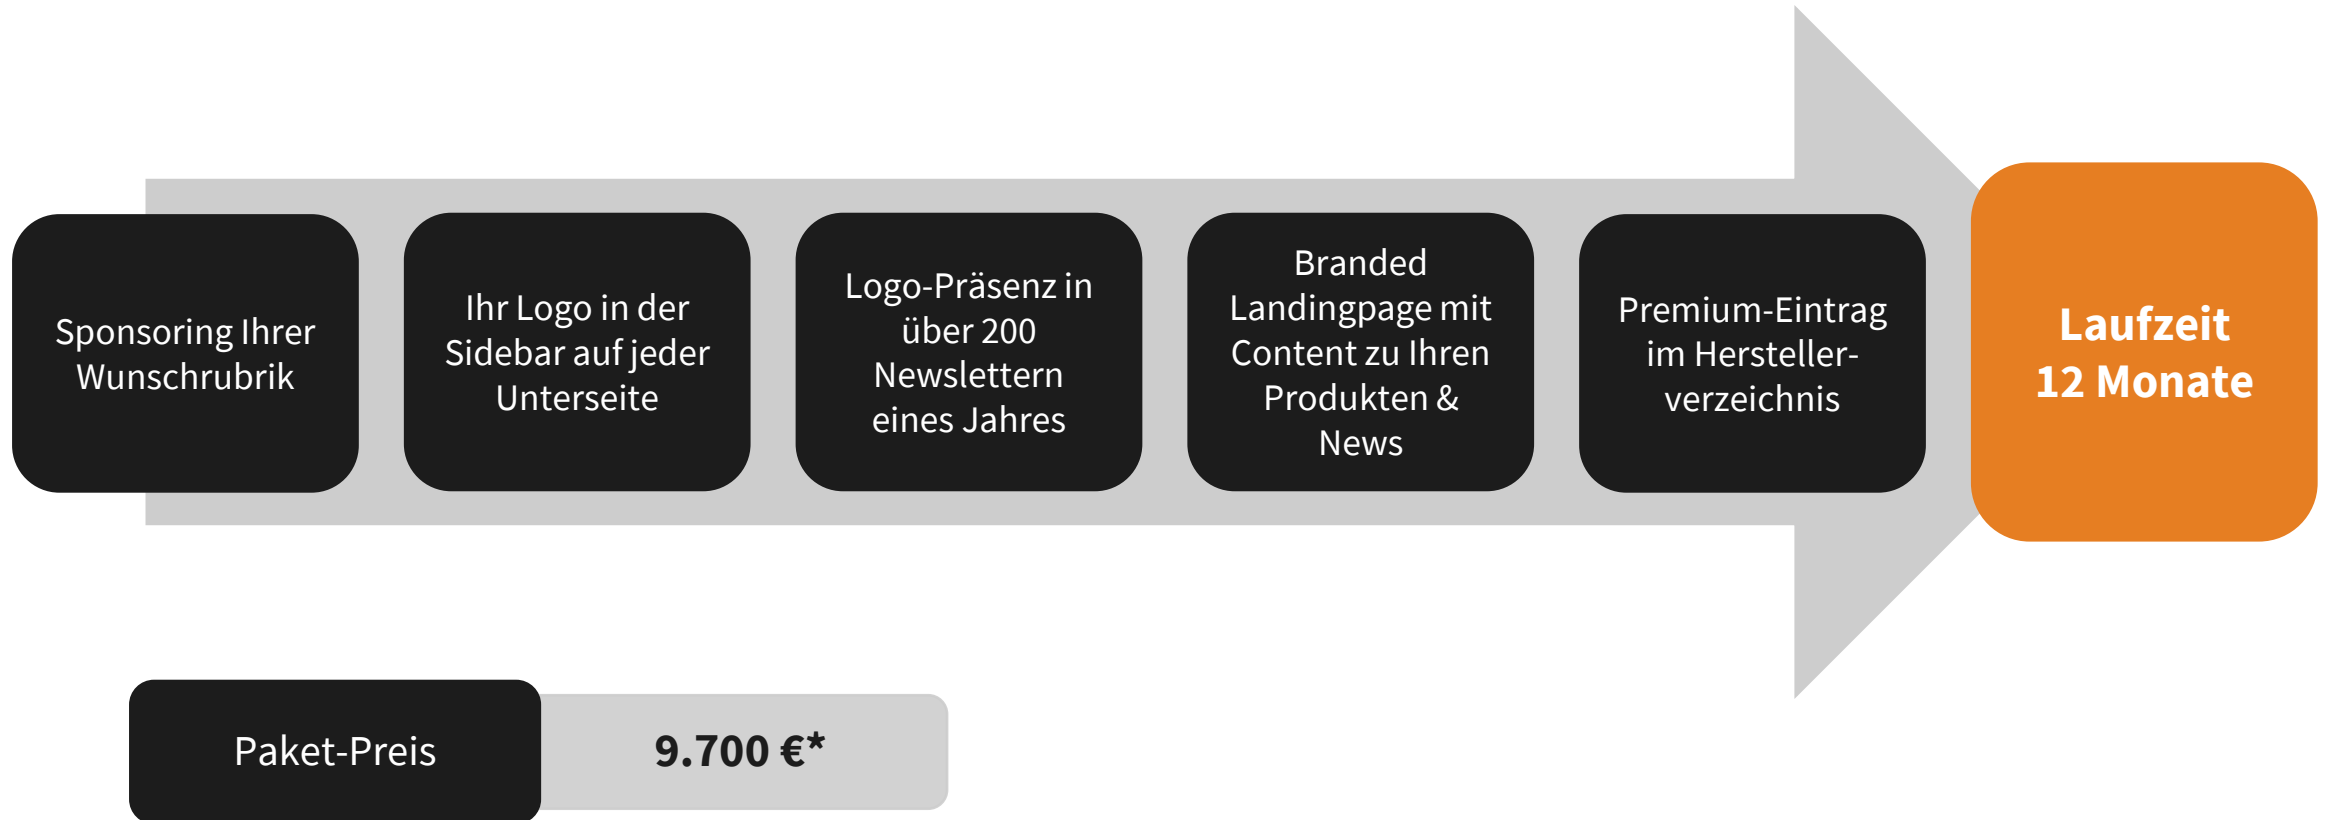 Sponsoring Ihrer
Wunschrubrik
Ihr Logo in der
Sidebar auf jeder
Unterseite
Logo-Präsenz in
über 200
Newslettern
eines Jahres
Branded
Landingpage mit
Content zu Ihren
Produkten &
News
Premium-Eintrag
im Hersteller-
verzeichnis
Laufzeit
12 Monate
Paket-Preis
9.700 €*